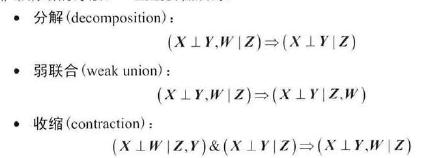 • 分解(decomposition)：
(X ⊥ Y,W | Z)⇒(X ⊥ Y | Z)
• 弱联合(weak union)：
(X ⊥ Y,W | Z)⇒(X ⊥ Y | Z,W)
• 收缩(contraction)：
(X ⊥ W | Z,Y)&(X ⊥ Y | Z)⇒(X ⊥ Y,W | Z)